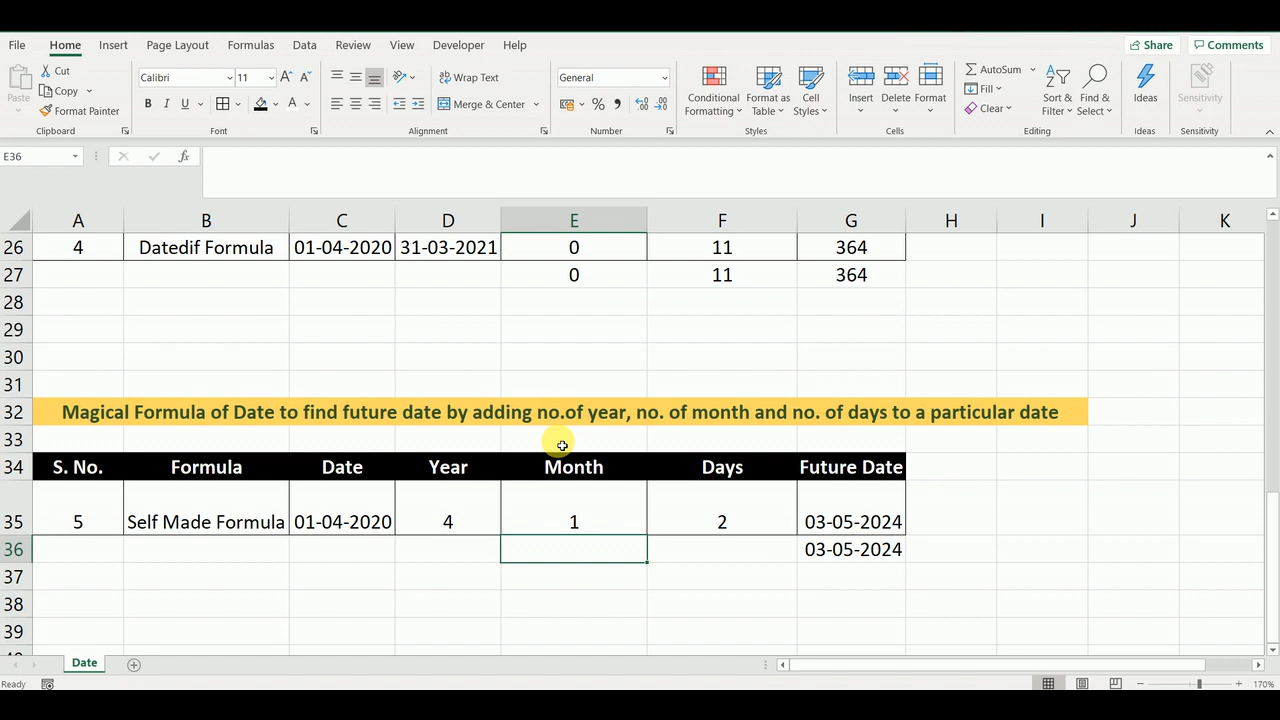 File Home Insert Page Layout Formulas Data Review View Developer Help Share Comments
Cut
Copy
Format Painter
Paste
Clipboard
Calibri 11
B I U
Font
Wrap Text
Merge & Center
Alignment
General
Number
Conditional Formatting
Format as Table
Cell Styles
Styles
Insert Delete Format
Cells
AutoSum
Fill
Clear
Sort & Filter
Find & Select
Editing
Ideas
Ideas
Sensitivity
Sensitivity
E36 fx
A B C D E F G H I J K
26 4 Datedif Formula 01-04-2020 31-03-2021 0 11 364
27 0 11 364
28
29
30
31
32 Magical Formula of Date to find future date by adding no.of year, no. of month and no. of days to a particular date
33
34 S. No. Formula Date Year Month Days Future Date
35 5 Self Made Formula 01-04-2020 4 1 2 03-05-2024
36 03-05-2024
37
38
39
Date
Ready 170%